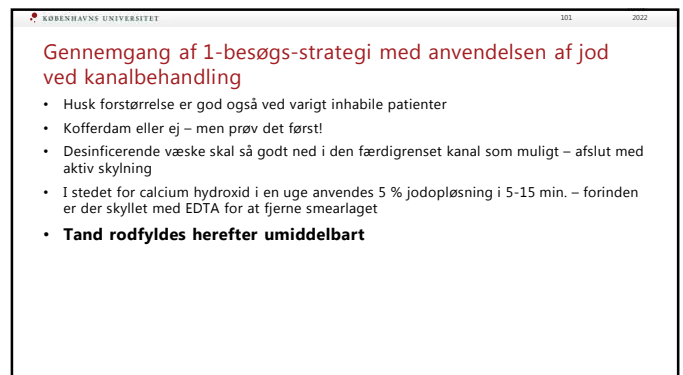 KØBENHAVNS UNIVERSITET 101 2022
Gennemgang af 1-besøgs-strategi med anvendelsen af jod
ved kanalbehandling
• Husk forstørrelse er god også ved varigt inhabile patienter
• Kofferdam eller ej – men prøv det først!
• Desinficerende væske skal så godt ned i den færdigrenset kanal som muligt – afslut med
aktiv skylning
• I stedet for calcium hydroxid i en uge anvendes 5 % jodopløsning i 5-15 min. – forinden
er der skyllet med EDTA for at fjerne smearlaget
• Tand rodfyldes herefter umiddelbart